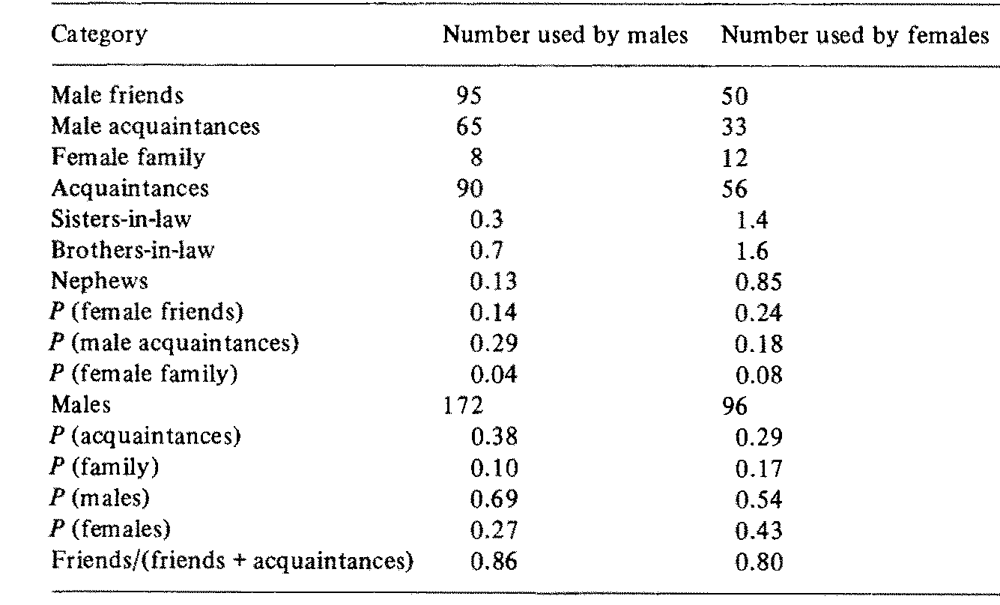 Category Number used by males Number used by females
Male friends 95 50
Male acquaintances 65 33
Female family 8 12
Acquaintances 90 56
Sisters-in-law 0.3 1.4
Brothers-in-law 0.7 1.6
Nephews 0.13 0.85
P (female friends) 0.14 0.24
P (male acquaintances) 0.29 0.18
P (female family) 0.04 0.08
Males 172 96
P (acquaintances) 0.38 0.29
P (family) 0.10 0.17
P (males) 0.69 0.54
P (females) 0.27 0.43
Friends/(friends + acquaintances) 0.86 0.80